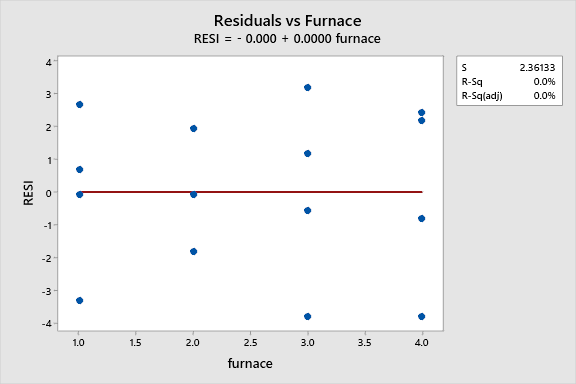 Residuals vs Furnace
RESI = - 0.000 + 0.0000 furnace
S 2.36133
R-Sq 0.0%
R-Sq(adj) 0.0%
RESI
4
3
2
1
0
-1
-2
-3
-4
1.0 1.5 2.0 2.5 3.0 3.5 4.0
furnace